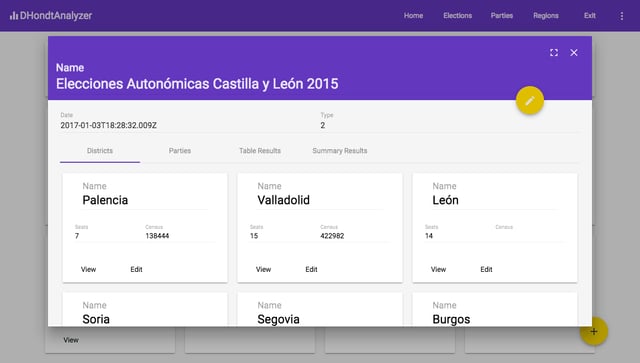 DHondtAnalyzer Home Elections Parties Regions Exit
Name
Elecciones Autonómicas Castilla y León 2015
Date Type
2017-01-03T18:28:32.009Z 2
Districts Parties Table Results Summary Results
Name Name Name
Palencia Valladolid León
Seats Census Seats Census Seats Census
7 138444 15 422982 14
View Edit View Edit View Edit
Name Name Name
Soria Segovia Burgos
View